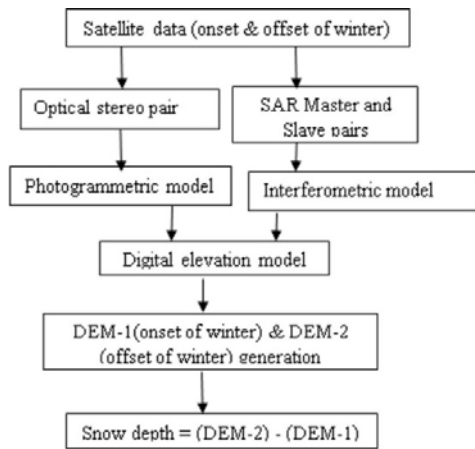 Satellite data (onset & offset of winter)
Optical stereo pair
SAR Master and
Slave pairs
Photogrammetric model
Interferometric model
Digital elevation model
DEM-1(onset of winter) & DEM-2
(offset of winter) generation
Snow depth = (DEM-2) - (DEM-1)